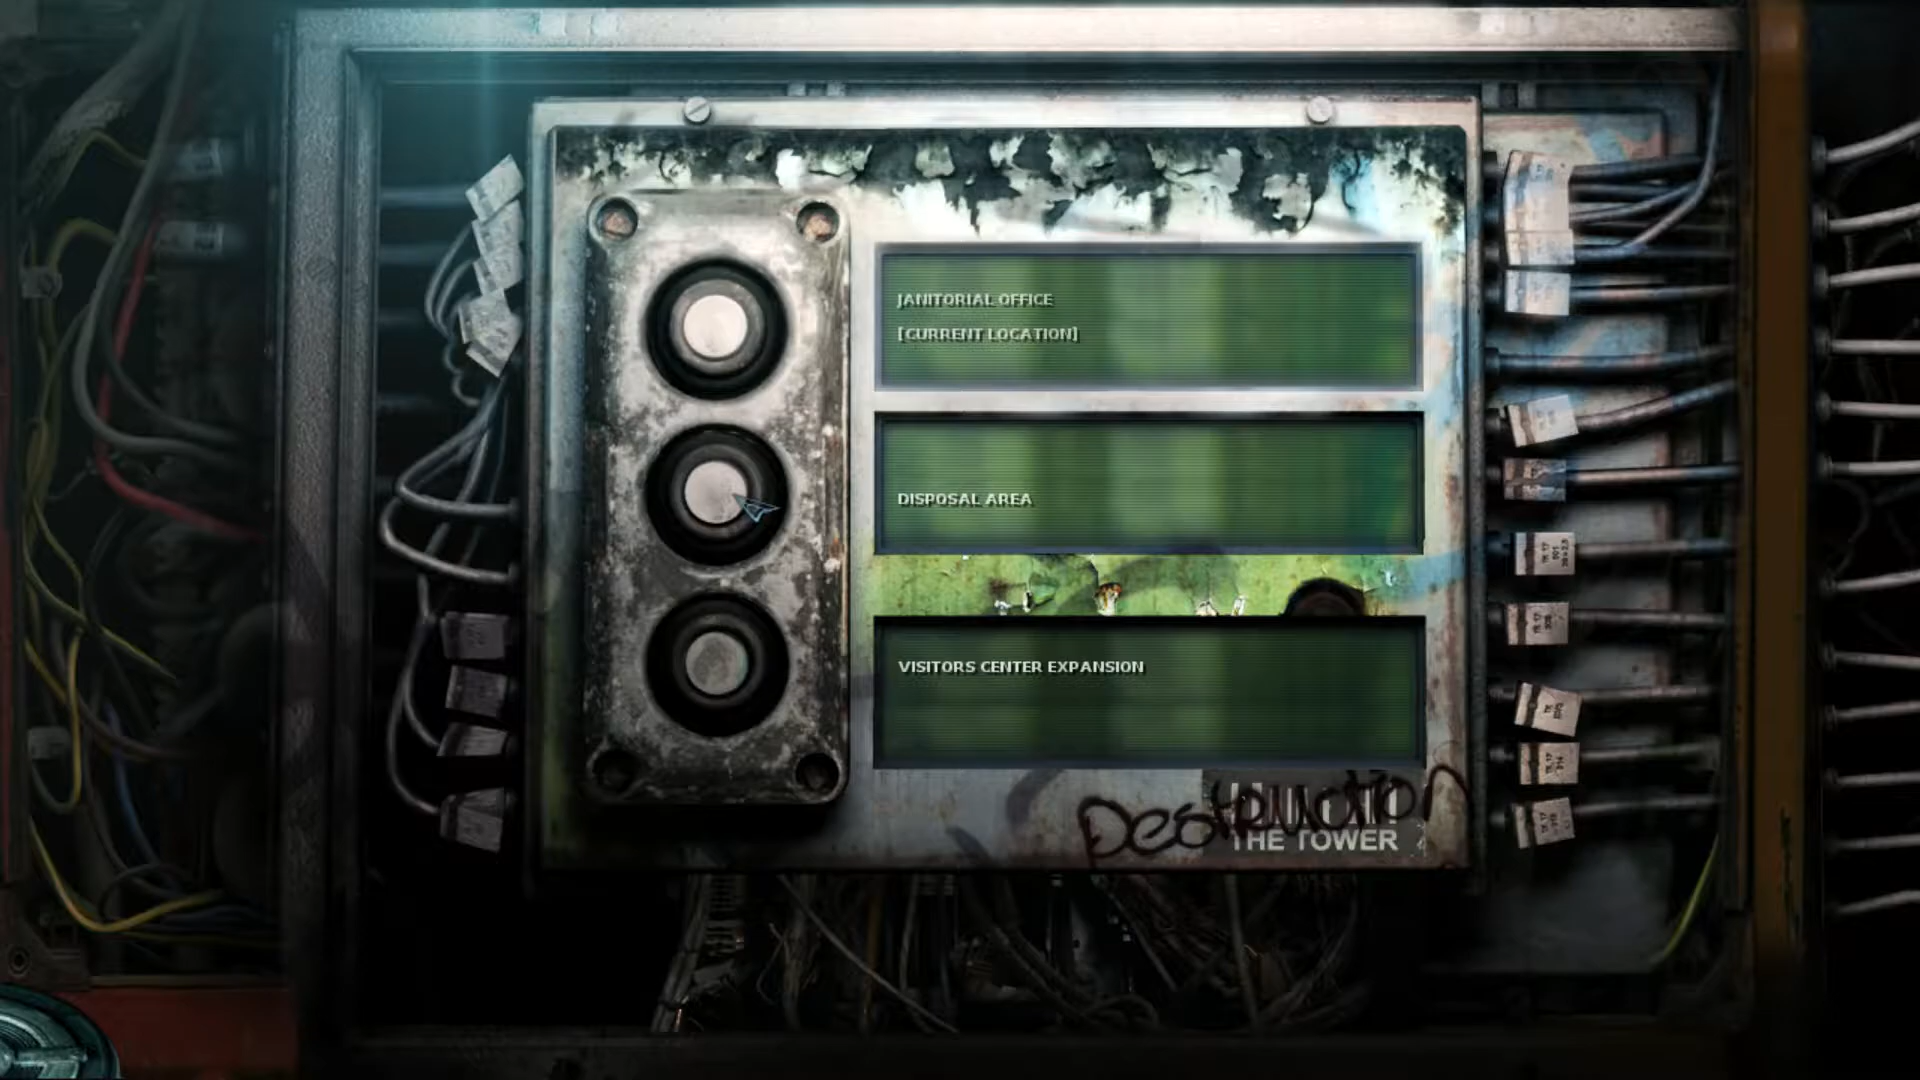 JANITORIAL OFFICE
[CURRENT LOCATION]
DISPOSAL AREA
VISITORS CENTER EXPANSION
Destruction
THE TOWER